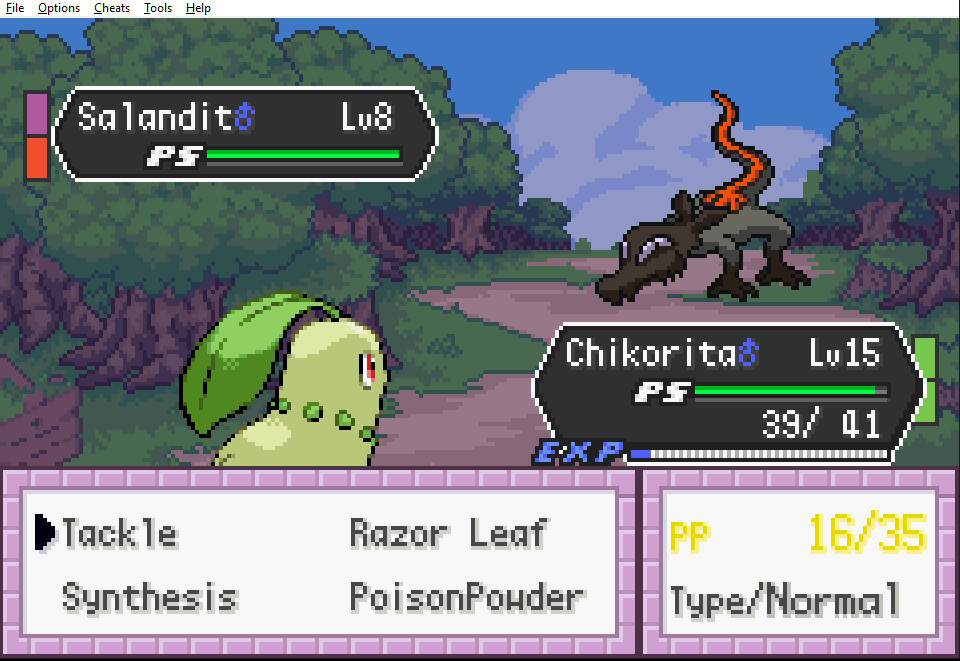 File Options Cheats Tools Help
Salandit♂ Lv8
PS
Chikorita♂ Lv15
PS
39/ 41
EXP
Tackle Razor Leaf PP 16/35
Synthesis PoisonPowder Type/Normal